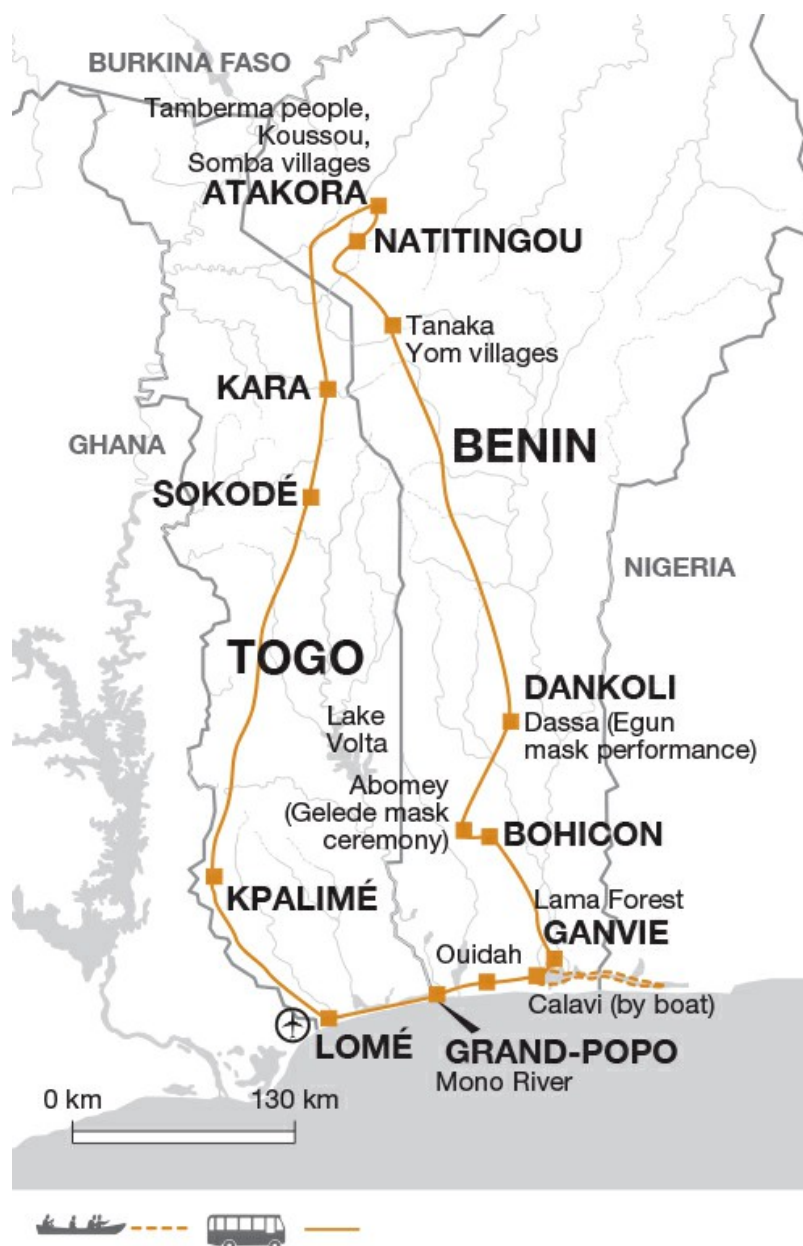 BURKINA FASO
Tamberma people,
Koussou,
Somba villages
ATAKORA
NATITINGOU
Tanaka
Yom villages
KARA
BENIN
GHANA
SOKODÉ
NIGERIA
TOGO
DANKOLI
Lake
Volta
Dassa (Egun
mask performance)
Abomey
(Gelede mask
ceremony)
BOHICON
KPALIMÉ
Lama Forest
GANVIE
Ouidah
Calavi (by boat)
LOMÉ
GRAND-POPO
Mono River
0 km
130 km